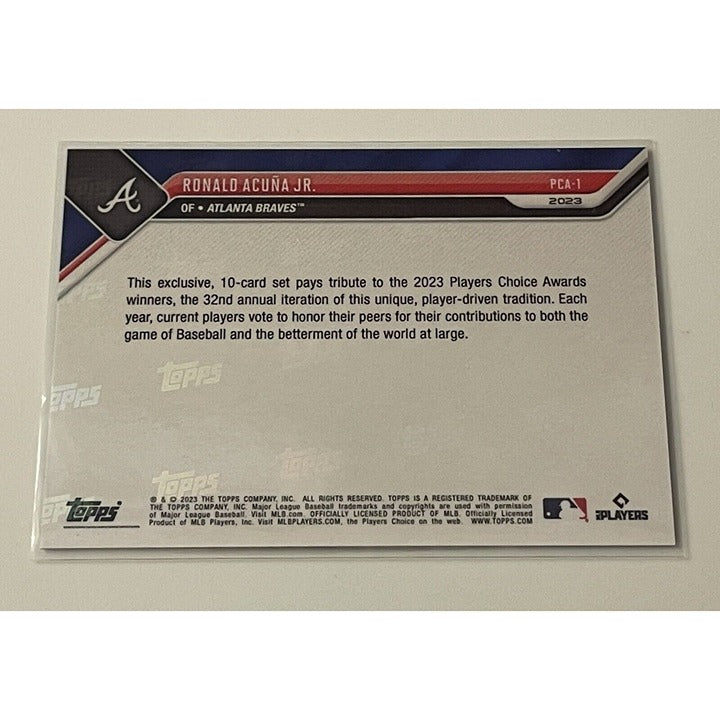 RONALD ACUÑA JR.
PCA-1
OF • ATLANTA BRAVES™
2023
This exclusive, 10-card set pays tribute to the 2023 Players Choice Awards
winners, the 32nd annual iteration of this unique, player-driven tradition. Each
year, current players vote to honor their peers for their contributions to both the
game of Baseball and the betterment of the world at large.
topps
topps
topps
topps
topps
® & © 2023 THE TOPPS COMPANY, INC. ALL RIGHTS RESERVED. TOPPS IS A REGISTERED TRADEMARK OF
THE TOPPS COMPANY, INC. Major League Baseball trademarks and copyrights are used with permission
of Major League Baseball. Visit MLB.com. OFFICIALLY LICENSED PRODUCT OF MLB. Officially Licensed
Product of MLB Players, Inc. Visit MLBPLAYERS.COM, the Players Choice on the web. WWW.TOPPS.COM
PLAYERS